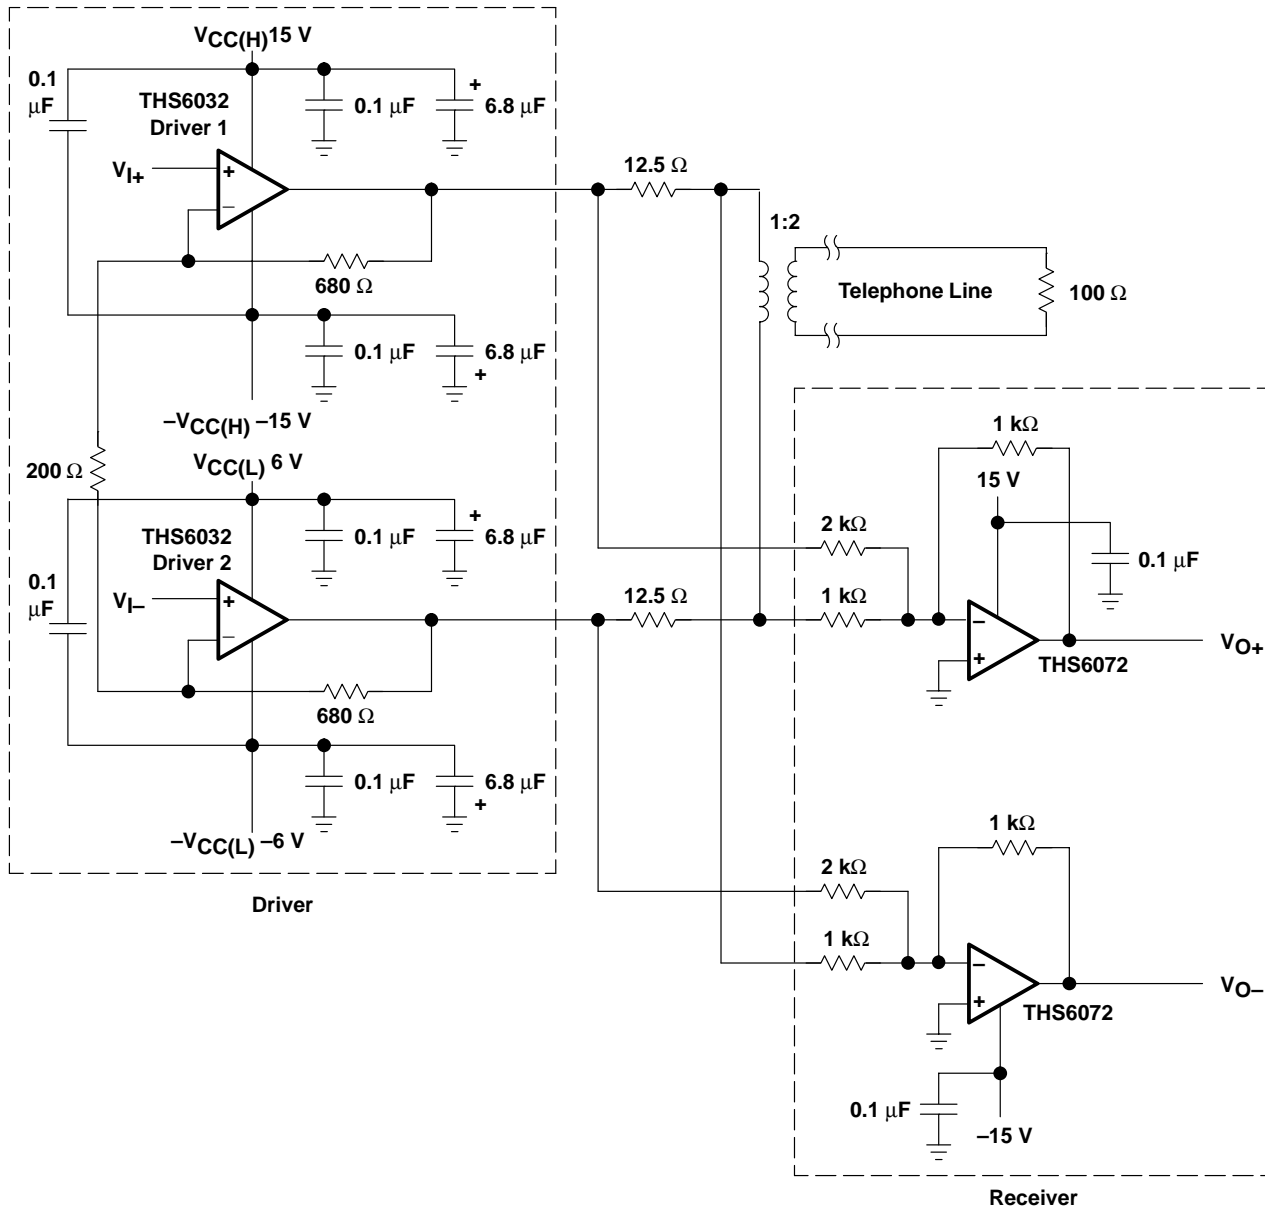 VCC(H) 15 V
0.1
µF
THS6032
Driver 1
0.1 µF
+
6.8 µF
VI+
+
–
680 Ω
0.1 µF
6.8 µF
+
–VCC(H) –15 V
12.5 Ω
1:2
Telephone Line
100 Ω
200 Ω
VCC(L) 6 V
THS6032
Driver 2
0.1 µF
+
6.8 µF
0.1
µF
VI–
+
–
680 Ω
0.1 µF
6.8 µF
+
–VCC(L) –6 V
Driver
12.5 Ω
1 kΩ
15 V
2 kΩ
0.1 µF
1 kΩ
–
+
THS6072
VO+
1 kΩ
2 kΩ
1 kΩ
–
+
THS6072
VO–
0.1 µF
–15 V
Receiver